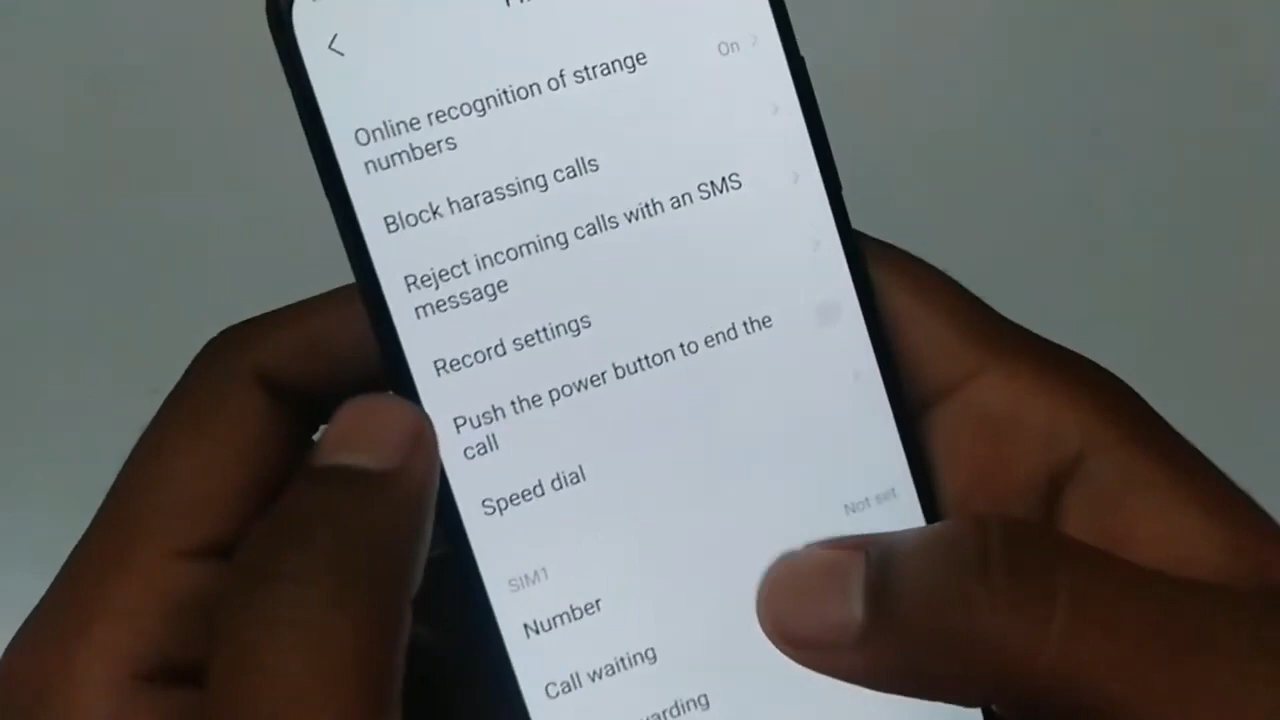 On
Online recognition of strange
numbers
Block harassing calls
Reject incoming calls with an SMS
message
Record settings
Push the power button to end the
call
Speed dial
SIM1
Not set
Number
Call waiting